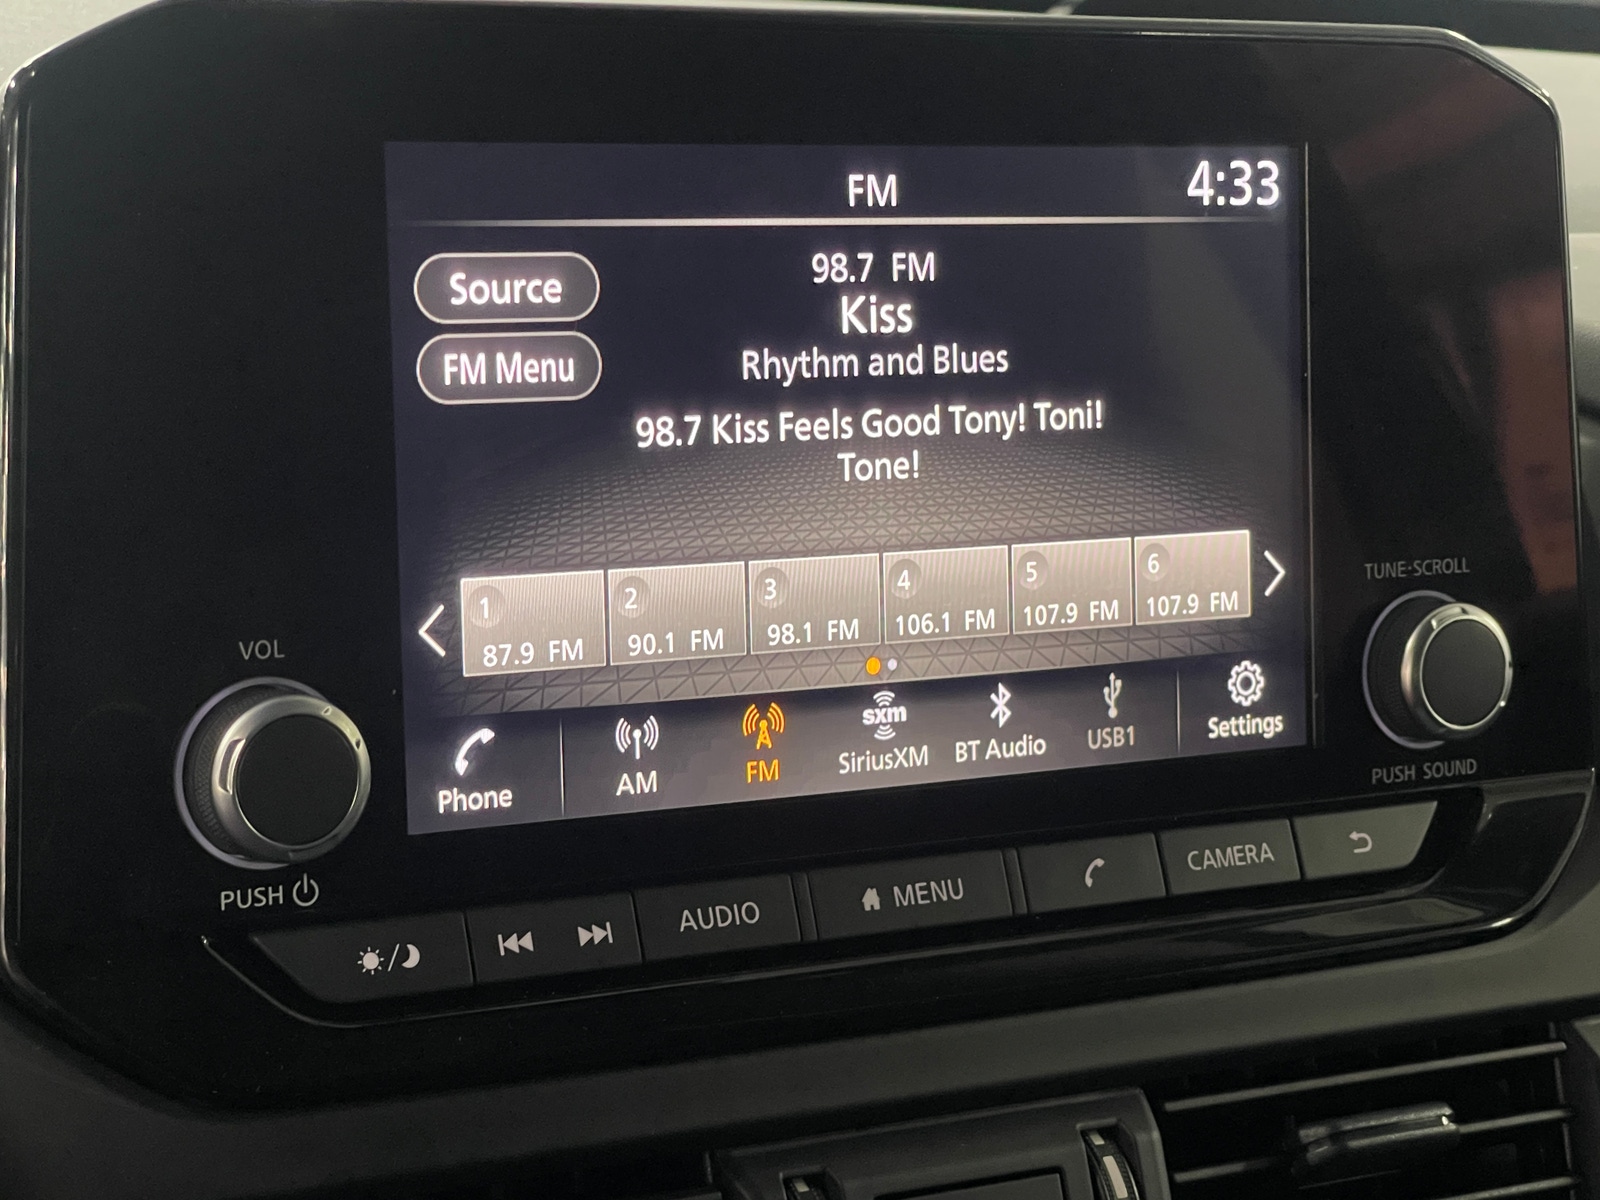 FM
4:33
Source
98.7 FM
Kiss
FM Menu
Rhythm and Blues
98.7 Kiss Feels Good Tony! Toni!
Tone!
1
87.9 FM
2
90.1 FM
3
98.1 FM
4
106.1 FM
5
107.9 FM
6
107.9 FM
TUNE·SCROLL
VOL
Phone
AM
FM
sxm
SiriusXM
BT Audio
USB1
Settings
PUSH SOUND
PUSH
AUDIO
MENU
CAMERA